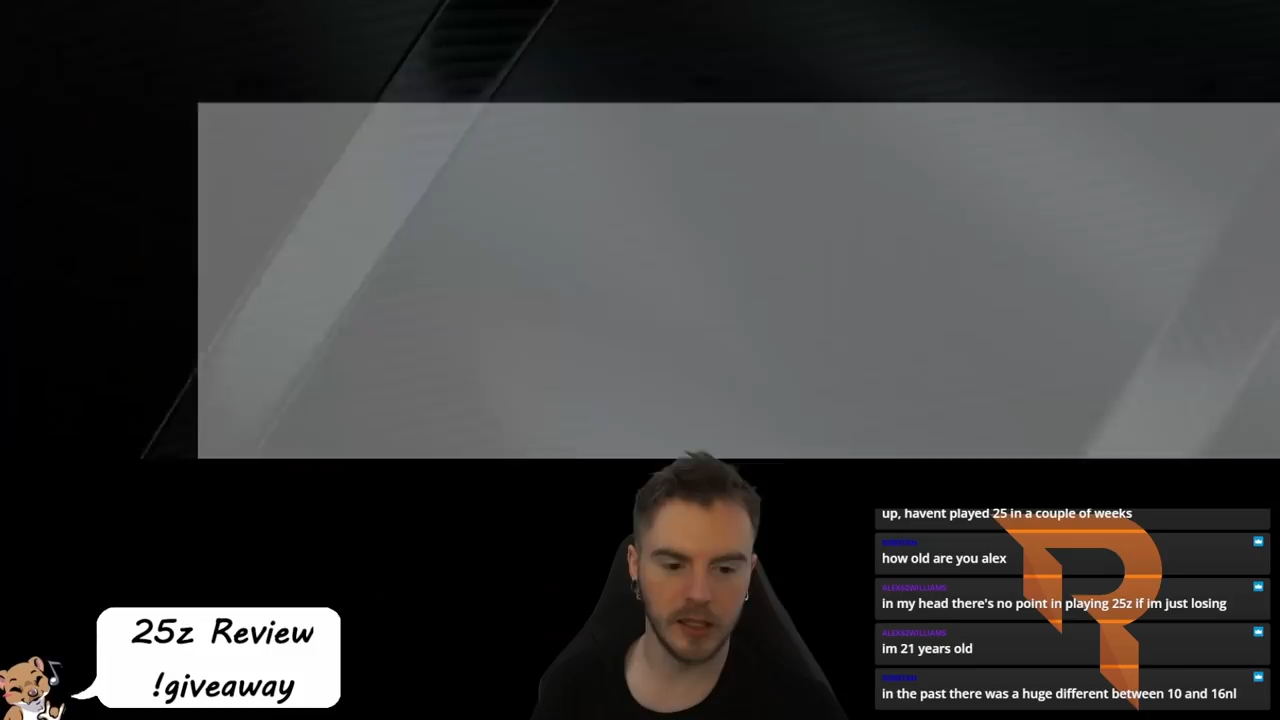 up, havent played 25 in a couple of weeks
how old are you alex
ALEX62WILLIAMS
in my head there's no point in playing 25z if im just losing
ALEX62WILLIAMS
im 21 years old
in the past there was a huge different between 10 and 16nl
25z Review
!giveaway